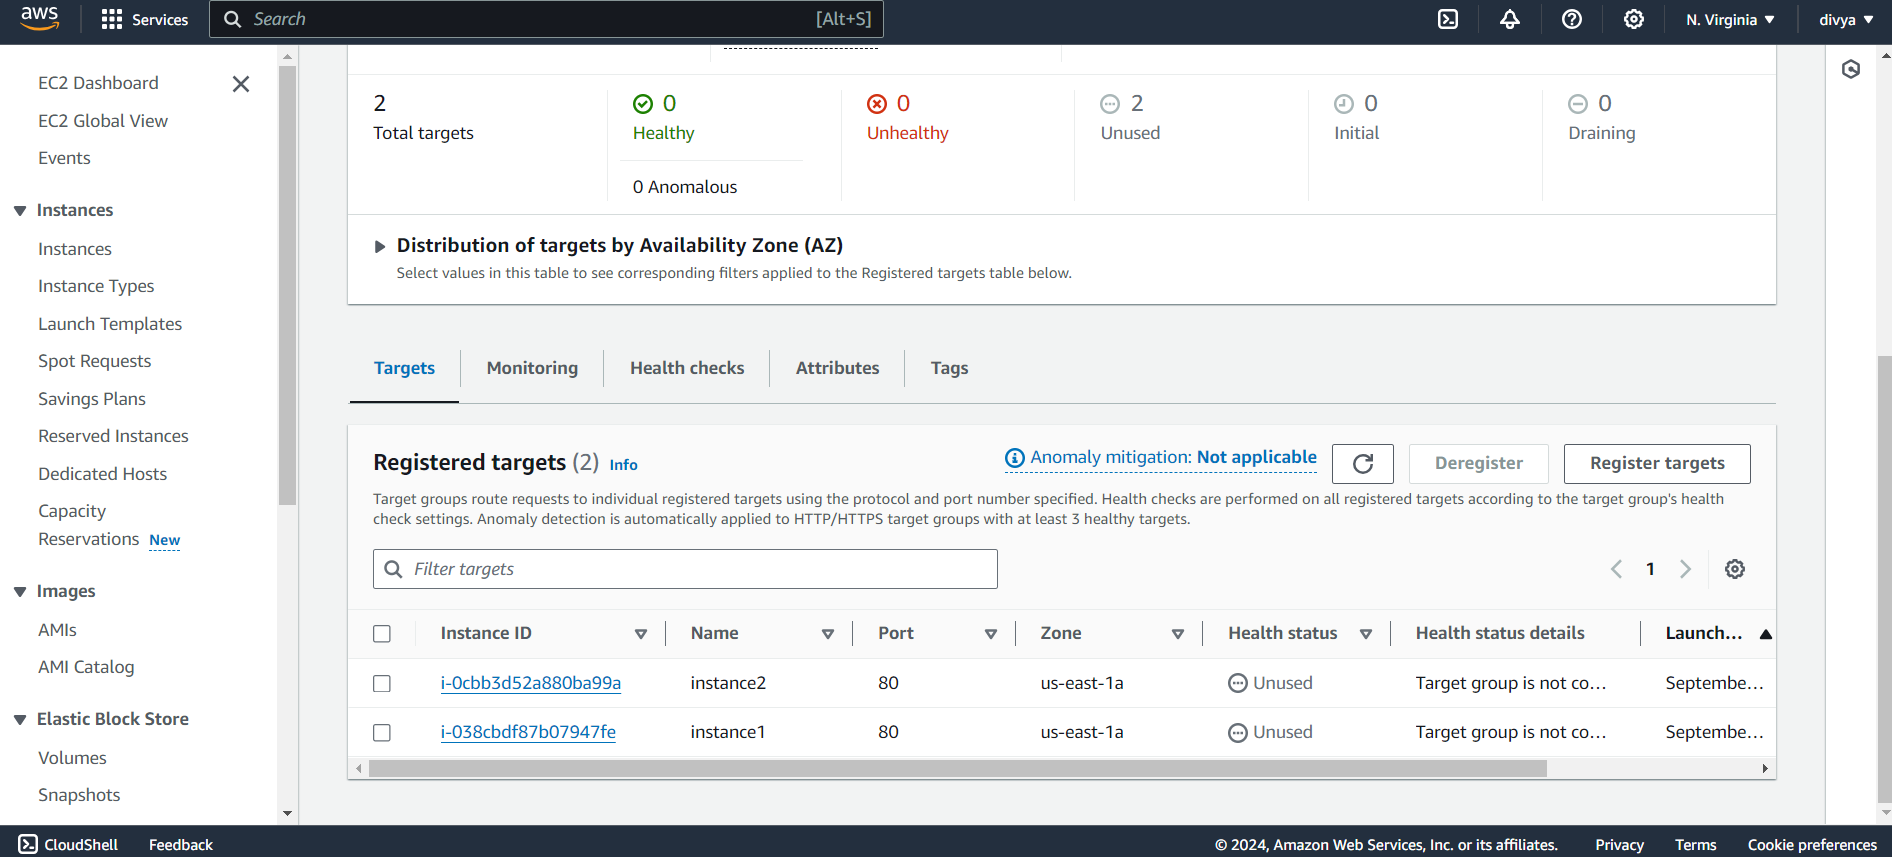 aws
Services
Search
[Alt+S]
N. Virginia
divya
EC2 Dashboard
EC2 Global View
Events
Instances
Instances
Instance Types
Launch Templates
Spot Requests
Savings Plans
Reserved Instances
Dedicated Hosts
Capacity
Reservations New
Images
AMIs
AMI Catalog
Elastic Block Store
Volumes
Snapshots
2
Total targets
0
Healthy
0 Anomalous
0
Unhealthy
2
Unused
0
Initial
0
Draining
Distribution of targets by Availability Zone (AZ)
Select values in this table to see corresponding filters applied to the Registered targets table below.
Targets
Monitoring
Health checks
Attributes
Tags
Registered targets (2) Info
Anomaly mitigation: Not applicable
Deregister
Register targets
Target groups route requests to individual registered targets using the protocol and port number specified. Health checks are performed on all registered targets according to the target group's health
check settings. Anomaly detection is automatically applied to HTTP/HTTPS target groups with at least 3 healthy targets.
Filter targets
1
Instance ID Name Port Zone Health status Health status details Launch...
i-0cbb3d52a880ba99a instance2 80 us-east-1a Unused Target group is not co... Septembe...
i-038cbdf87b07947fe instance1 80 us-east-1a Unused Target group is not co... Septembe...
CloudShell
Feedback
© 2024, Amazon Web Services, Inc. or its affiliates.
Privacy
Terms
Cookie preferences